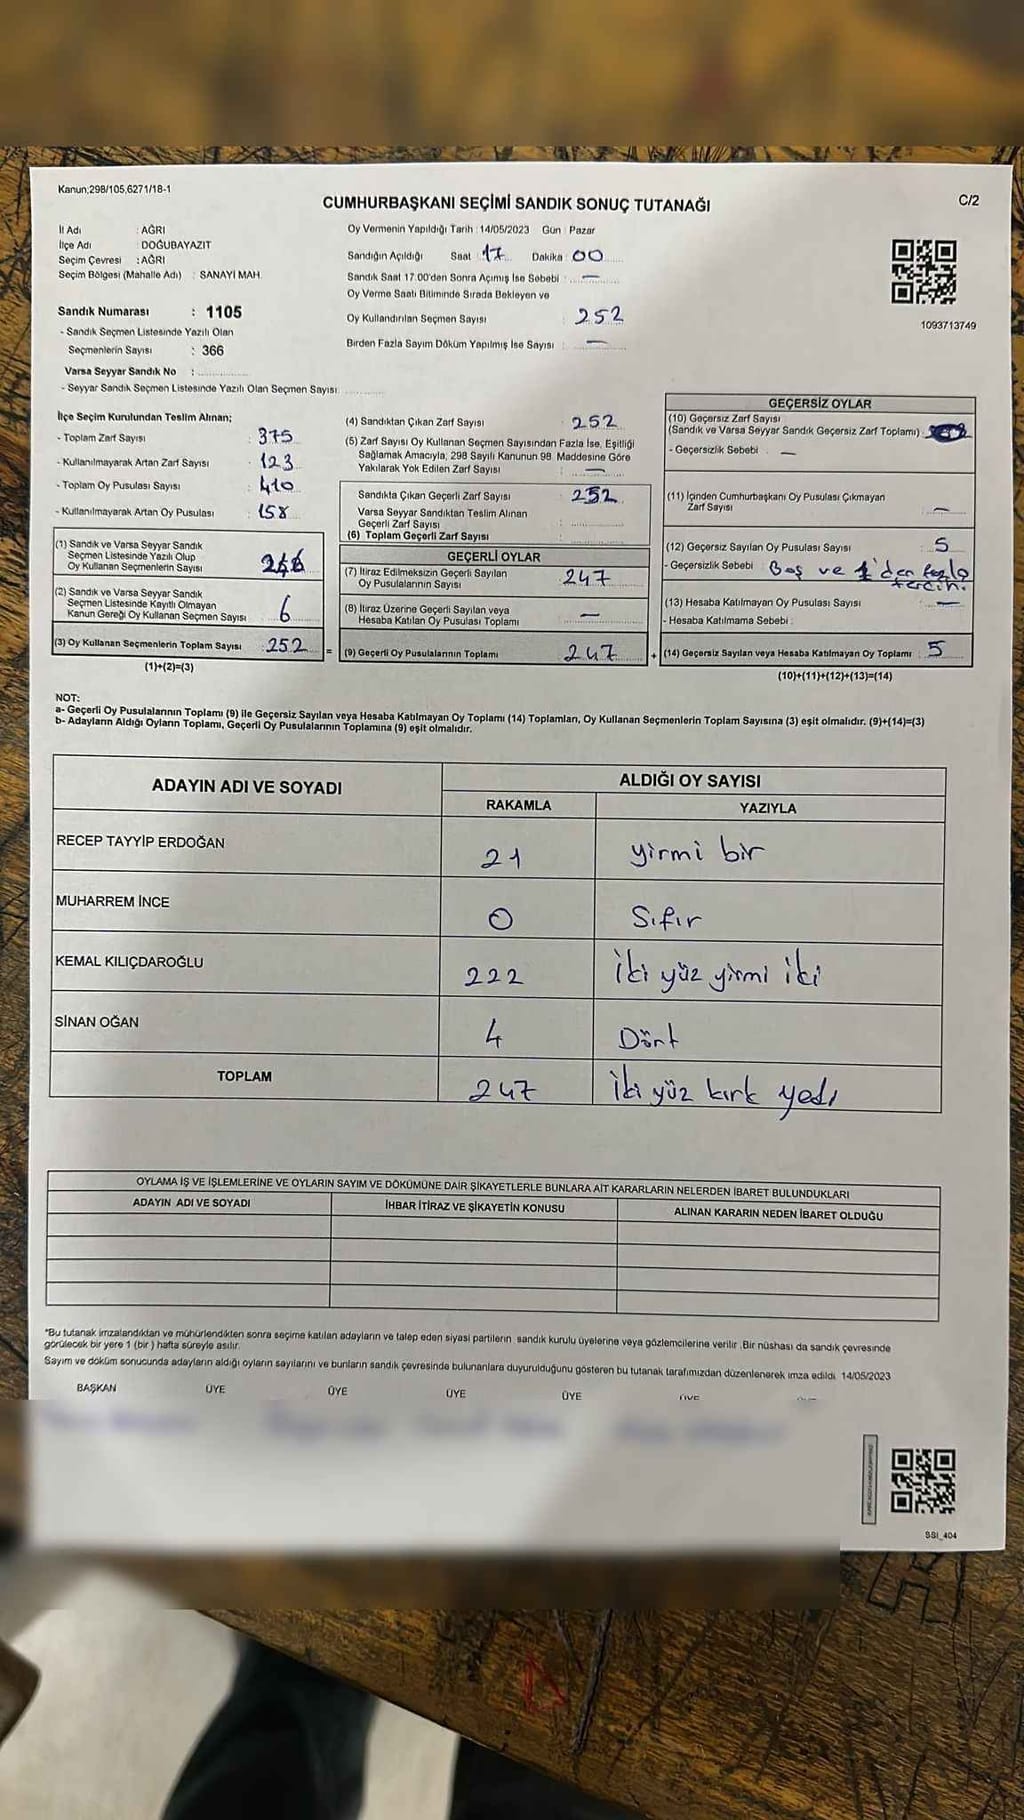 Kanun;298/105,6271/18-1
CUMHURBAŞKANI SEÇİMİ SANDIK SONUÇ TUTANAĞI
C/2
İl Adı : AĞRI
İlçe Adı : DOĞUBAYAZIT
Seçim Çevresi : AĞRI
Seçim Bölgesi (Mahalle Adı) : SANAYİ MAH.
Sandık Numarası : 1105
- Sandık Seçmen Listesinde Yazılı Olan
Seçmenlerin Sayısı : 366
Varsa Seyyar Sandık No :
- Seyyar Sandık Seçmen Listesinde Yazılı Olan Seçmen Sayısı:
Oy Vermenin Yapıldığı Tarih : 14/05/2023 Gün : Pazar
Sandığın Açıldığı Saat : 17 Dakika : 00
Sandık Saat 17.00'den Sonra Açımış İse Sebebi : —
Oy Verme Saati Bitiminde Sırada Bekleyen ve
Oy Kullandırılan Seçmen Sayısı : 252
Birden Fazla Sayım Döküm Yapılmış İse Sayısı : —
1093713749
İlçe Seçim Kurulundan Teslim Alınan;
- Toplam Zarf Sayısı : 375
- Kullanılmayarak Artan Zarf Sayısı : 123
- Toplam Oy Pusulası Sayısı : 410
- Kullanılmayarak Artan Oy Pusulası : 158
(1) Sandık ve Varsa Seyyar Sandık
Seçmen Listesinde Yazılı Olup
Oy Kullanan Seçmenlerin Sayısı 246
(2) Sandık ve Varsa Seyyar Sandık
Seçmen Listesinde Kayıtlı Olmayan
Kanun Gereği Oy Kullanan Seçmen Sayısı : 6
(3) Oy Kullanan Seçmenlerin Toplam Sayısı : 252
(1)+(2)=(3)
(4) Sandıktan Çıkan Zarf Sayısı : 252
(5) Zarf Sayısı Oy Kullanan Seçmen Sayısından Fazla İse, Eşitliği
Sağlamak Amacıyla, 298 Sayılı Kanunun 98. Maddesine Göre
Yakılarak Yok Edilen Zarf Sayısı : —
Sandıkta Çıkan Geçerli Zarf Sayısı : 252
Varsa Seyyar Sandıktan Teslim Alınan
Geçerli Zarf Sayısı :
(6) Toplam Geçerli Zarf Sayısı :
GEÇERLİ OYLAR
(7) İtiraz Edilmeksizin Geçerli Sayılan
Oy Pusulalarının Sayısı : 247
(8) İtiraz Üzerine Geçerli Sayılan veya
Hesaba Katılan Oy Pusulası Toplamı : —
= (9) Geçerli Oy Pusulalarının Toplamı : 247
GEÇERSİZ OYLAR
(10) Geçersiz Zarf Sayısı
(Sandık ve Varsa Seyyar Sandık Geçersiz Zarf Toplamı) :
- Geçersizlik Sebebi : —
(11) İçinden Cumhurbaşkanı Oy Pusulası Çıkmayan
Zarf Sayısı : —
(12) Geçersiz Sayılan Oy Pusulası Sayısı : 5
- Geçersizlik Sebebi : Boş ve 1'den fazla
tercih.
(13) Hesaba Katılmayan Oy Pusulası Sayısı : —
- Hesaba Katılmama Sebebi :
+ (14) Geçersiz Sayılan veya Hesaba Katılmayan Oy Toplamı : 5
(10)+(11)+(12)+(13)=(14)
NOT:
a- Geçerli Oy Pusulalarının Toplamı (9) ile Geçersiz Sayılan veya Hesaba Katılmayan Oy Toplamı (14) Toplamları, Oy Kullanan Seçmenlerin Toplam Sayısına (3) eşit olmalıdır. (9)+(14)=(3)
b- Adayların Aldığı Oyların Toplamı, Geçerli Oy Pusulalarının Toplamına (9) eşit olmalıdır.
ADAYIN ADI VE SOYADI ALDIĞI OY SAYISI
RAKAMLA YAZIYLA
RECEP TAYYİP ERDOĞAN 21 yirmi bir
MUHARREM İNCE 0 Sıfır
KEMAL KILIÇDAROĞLU 222 İki yüz yirmi iki
SİNAN OĞAN 4 Dört
TOPLAM 247 İki yüz kırk yedi
OYLAMA İŞ VE İŞLEMLERİNE VE OYLARIN SAYIM VE DÖKÜMÜNE DAİR ŞİKAYETLERLE BUNLARA AİT KARARLARIN NELERDEN İBARET BULUNDUKLARI
ADAYIN ADI VE SOYADI İHBAR İTİRAZ VE ŞİKAYETİN KONUSU ALINAN KARARIN NEDEN İBARET OLDUĞU
*Bu tutanak imzalandıktan ve mühürlendikten sonra seçime katılan adayların ve talep eden siyasi partilerin sandık kurulu üyelerine veya gözlemcilerine verilir. Bir nüshası da sandık çevresinde
görülecek bir yere 1 (bir) hafta süreyle asılır.
Sayım ve döküm sonucunda adayların aldığı oyların sayılarını ve bunların sandık çevresinde bulunanlara duyurulduğunu gösteren bu tutanak tarafımızdan düzenlenerek imza edildi. 14/05/2023
BAŞKAN ÜYE ÜYE ÜYE ÜYE ÜYE
SSI_404